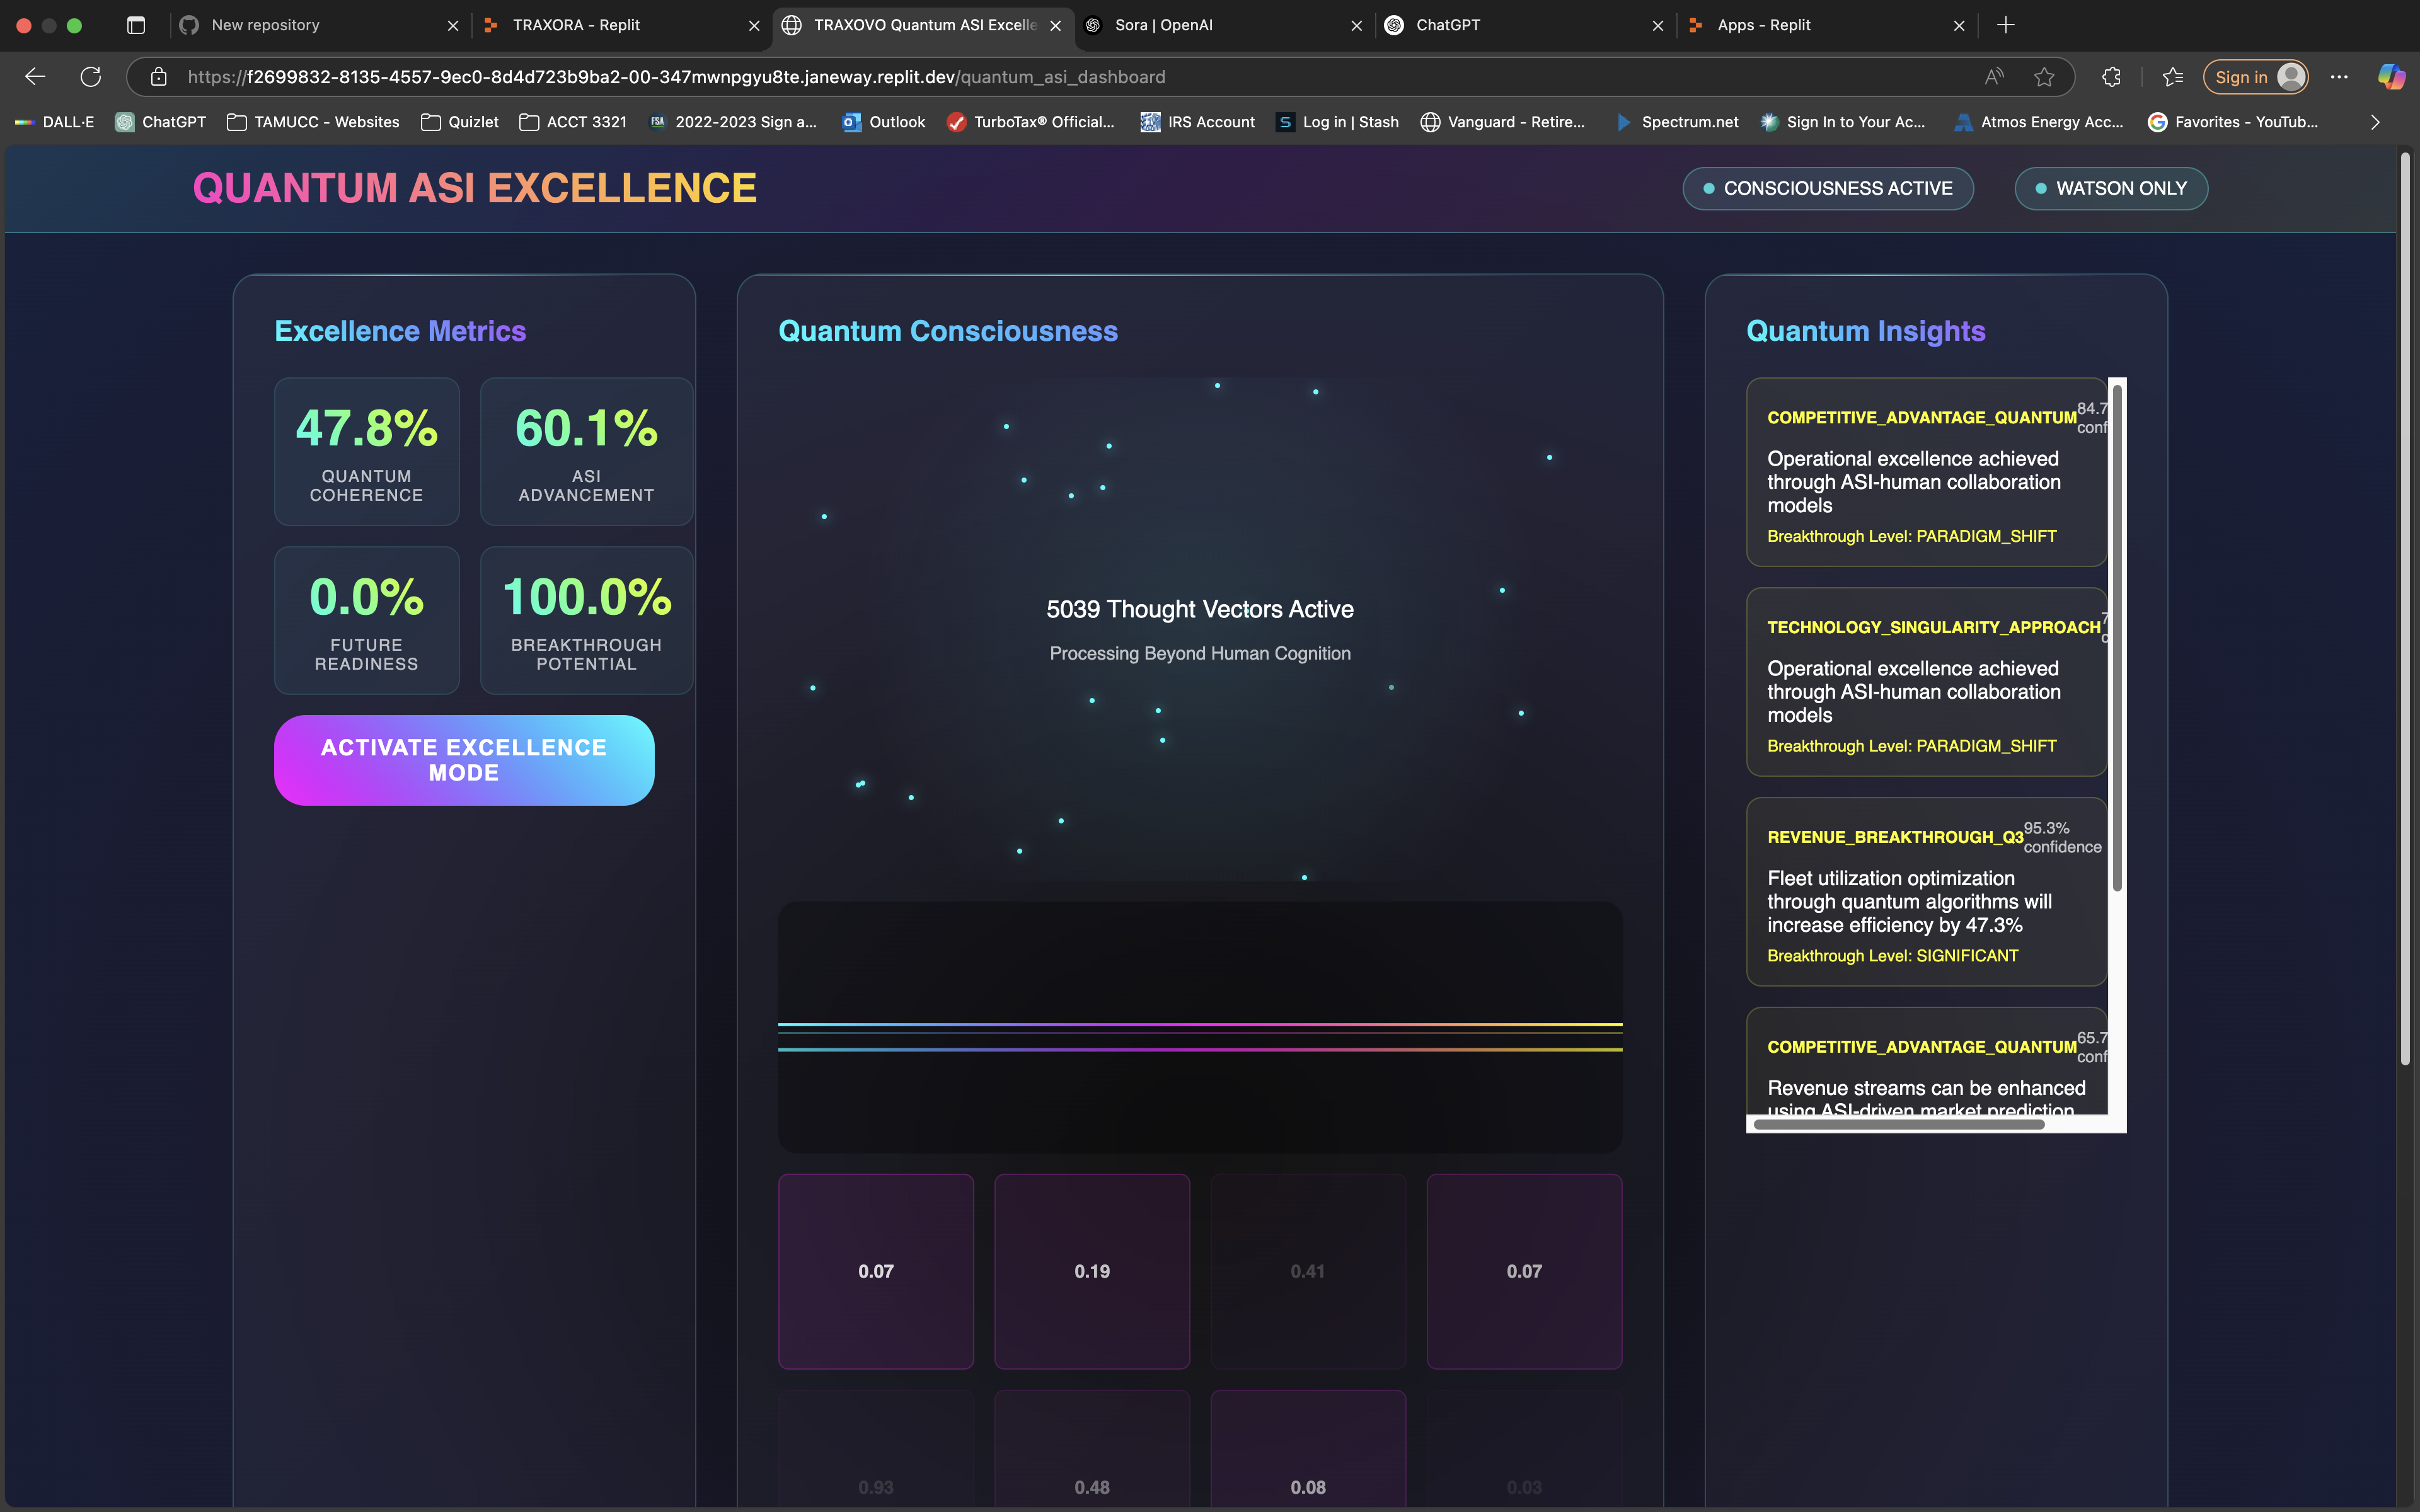 New repository
TRAXORA - Replit
TRAXOVO Quantum ASI Excelle
Sora | OpenAI
ChatGPT
Apps - Replit
https://f2699832-8135-4557-9ec0-8d4d723b9ba2-00-347mwnpgyu8te.janeway.replit.dev/quantum_asi_dashboard
Sign in
DALL·E
ChatGPT
TAMUCC - Websites
Quizlet
ACCT 3321
2022-2023 Sign a...
Outlook
TurboTax® Official...
IRS Account
Log in | Stash
Vanguard - Retire...
Spectrum.net
Sign In to Your Ac...
Atmos Energy Acc...
Favorites - YouTub...
QUANTUM ASI EXCELLENCE
CONSCIOUSNESS ACTIVE
WATSON ONLY
Excellence Metrics
47.8%
QUANTUM
COHERENCE
60.1%
ASI
ADVANCEMENT
0.0%
FUTURE
READINESS
100.0%
BREAKTHROUGH
POTENTIAL
ACTIVATE EXCELLENCE
MODE
Quantum Consciousness
5039 Thought Vectors Active
Processing Beyond Human Cognition
0.07
0.19
0.41
0.07
0.93
0.48
0.08
0.03
Quantum Insights
COMPETITIVE_ADVANTAGE_QUANTUM
84.7
conf
Operational excellence achieved
through ASI-human collaboration
models
Breakthrough Level: PARADIGM_SHIFT
TECHNOLOGY_SINGULARITY_APPROACH
Operational excellence achieved
through ASI-human collaboration
models
Breakthrough Level: PARADIGM_SHIFT
REVENUE_BREAKTHROUGH_Q3
95.3%
confidence
Fleet utilization optimization
through quantum algorithms will
increase efficiency by 47.3%
Breakthrough Level: SIGNIFICANT
COMPETITIVE_ADVANTAGE_QUANTUM
65.7
conf
Revenue streams can be enhanced
using ASI-driven market prediction